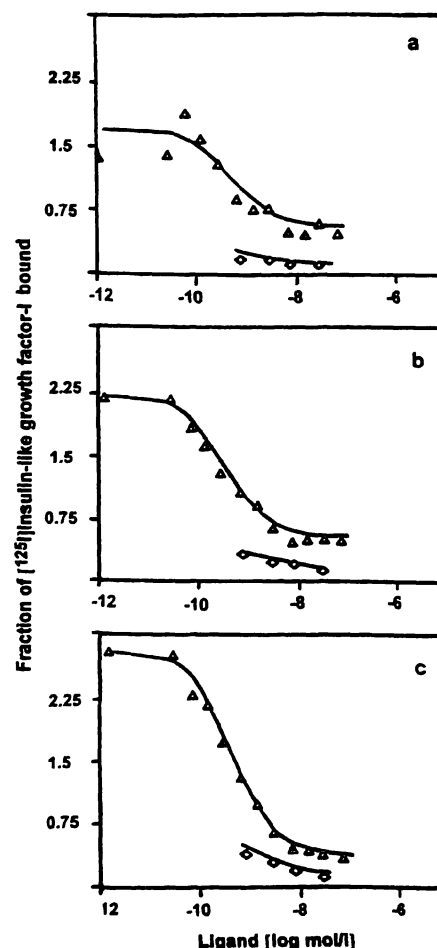 a
2.25
1.5
0.75
-12 -10 -8 -6
b
2.25
1.5
0.75
-12 -10 -8 -6
c
2.25
1.5
0.75
12 -10 -8 -6
Fraction of [125I]insulin-like growth factor-I bound
Ligand [log mol/l]